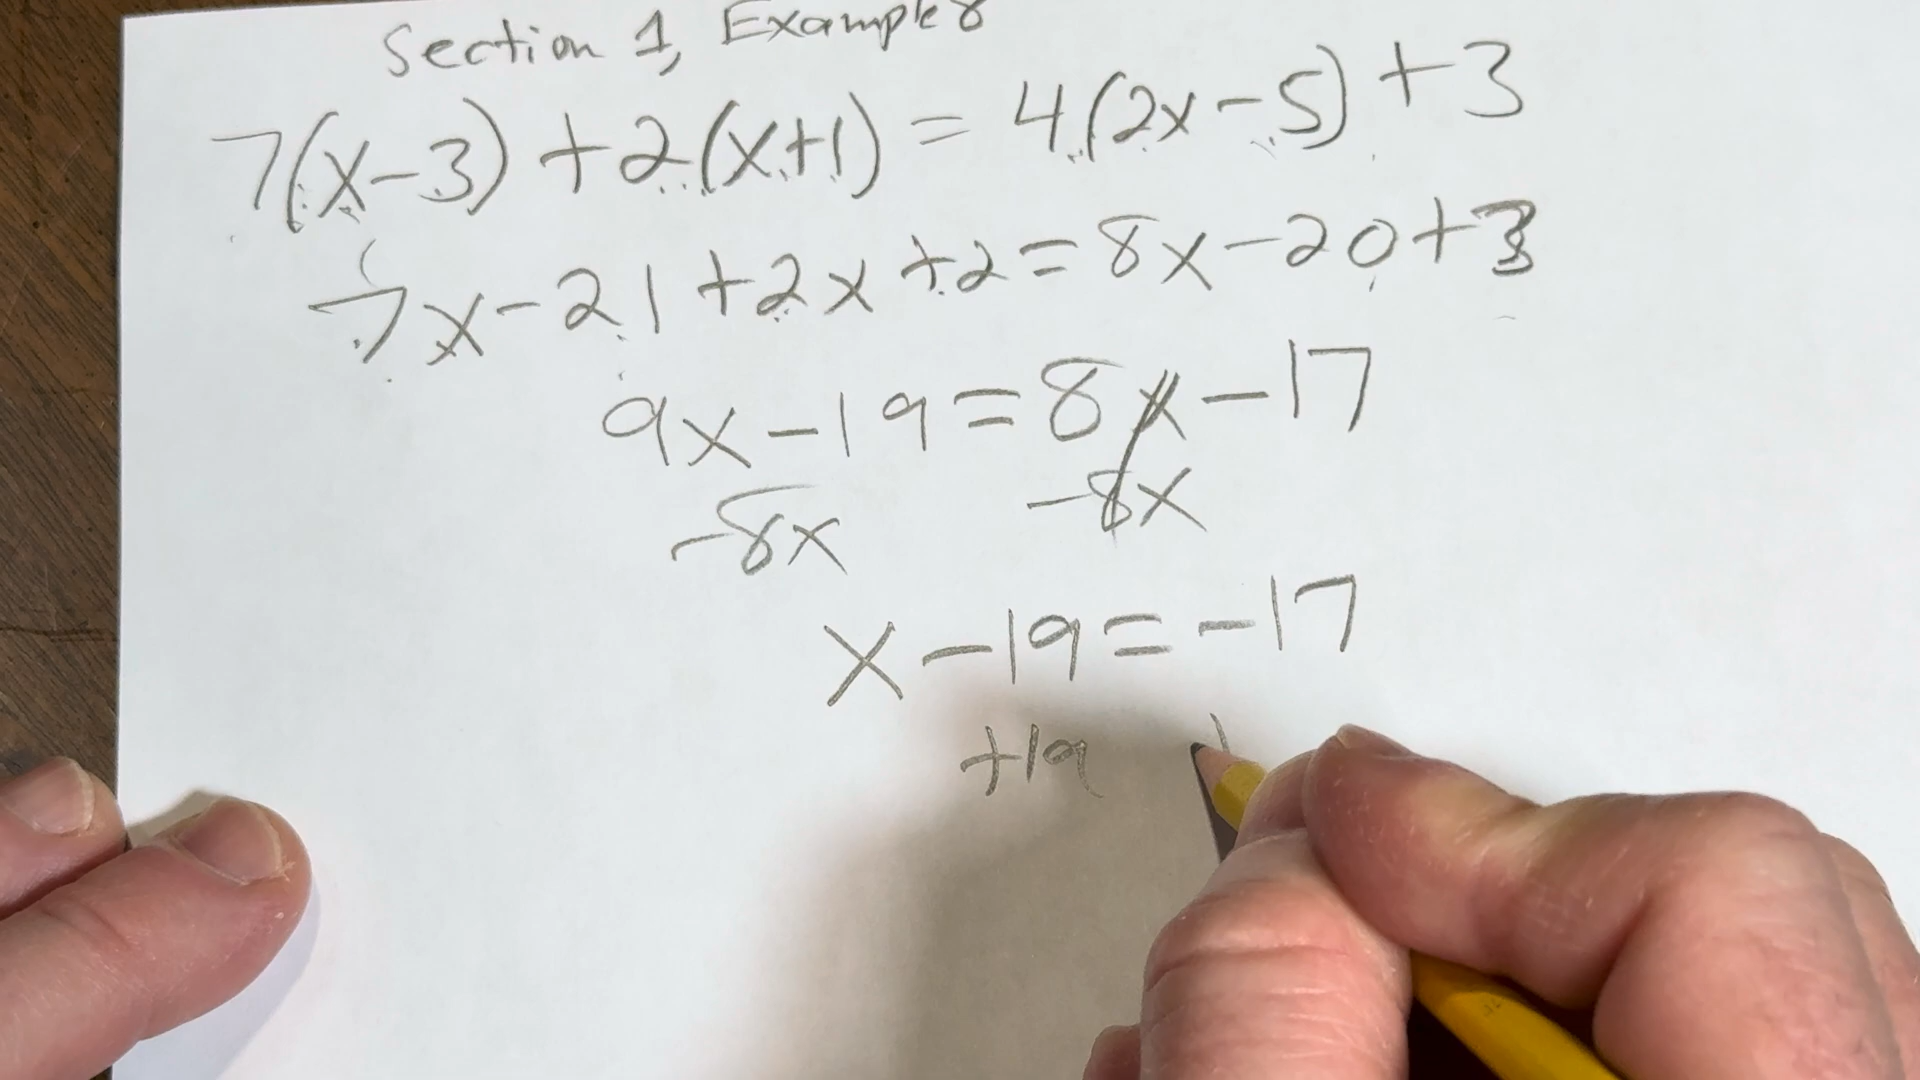 Section 1, Example 8
7(x-3)+2(x+1)=4(2x-5)+3
7x-21+2x+2=8x-20+3
9x-19=8x-17
-8x -8x
x-19=-17
+19